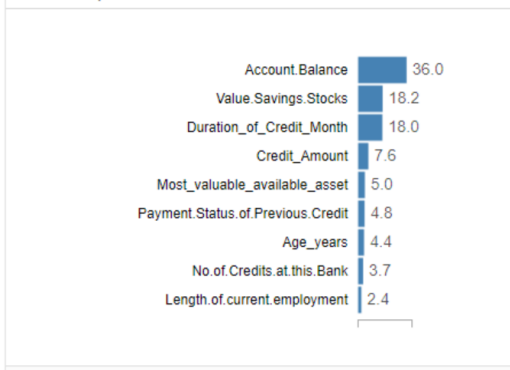 Account.Balance 36.0
Value.Savings.Stocks 18.2
Duration_of_Credit_Month 18.0
Credit_Amount 7.6
Most_valuable_available_asset 5.0
Payment.Status.of.Previous.Credit 4.8
Age_years 4.4
No.of.Credits.at.this.Bank 3.7
Length.of.current.employment 2.4